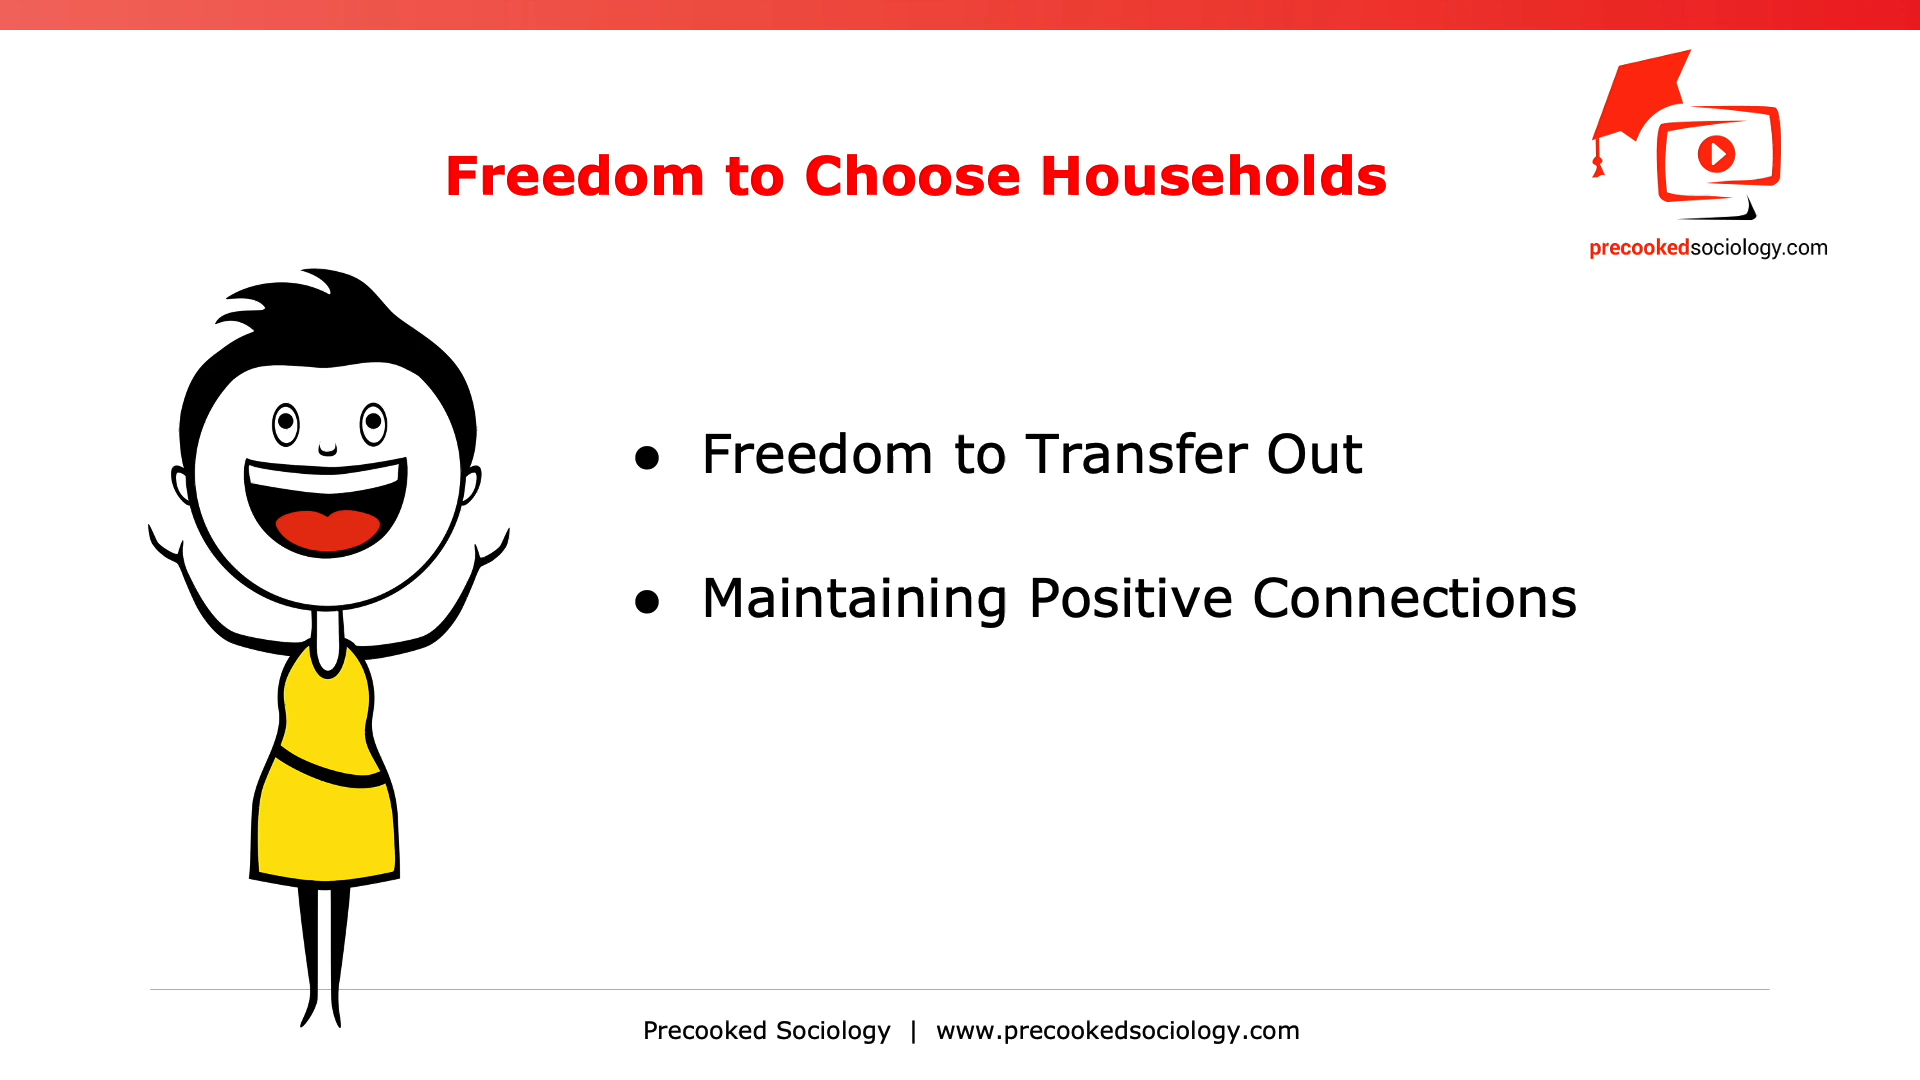 Freedom to Choose Households
precookedsociology.com
● Freedom to Transfer Out
● Maintaining Positive Connections
Precooked Sociology | www.precookedsociology.com